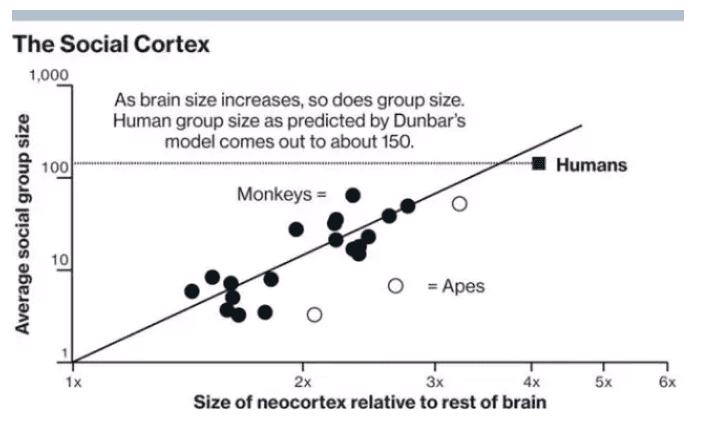 The Social Cortex
1,000
As brain size increases, so does group size.
Human group size as predicted by Dunbar's
model comes out to about 150.
100
Humans
Monkeys =
Average social group size
10
= Apes
1
1x
2x
3x
4x
5x
6x
Size of neocortex relative to rest of brain